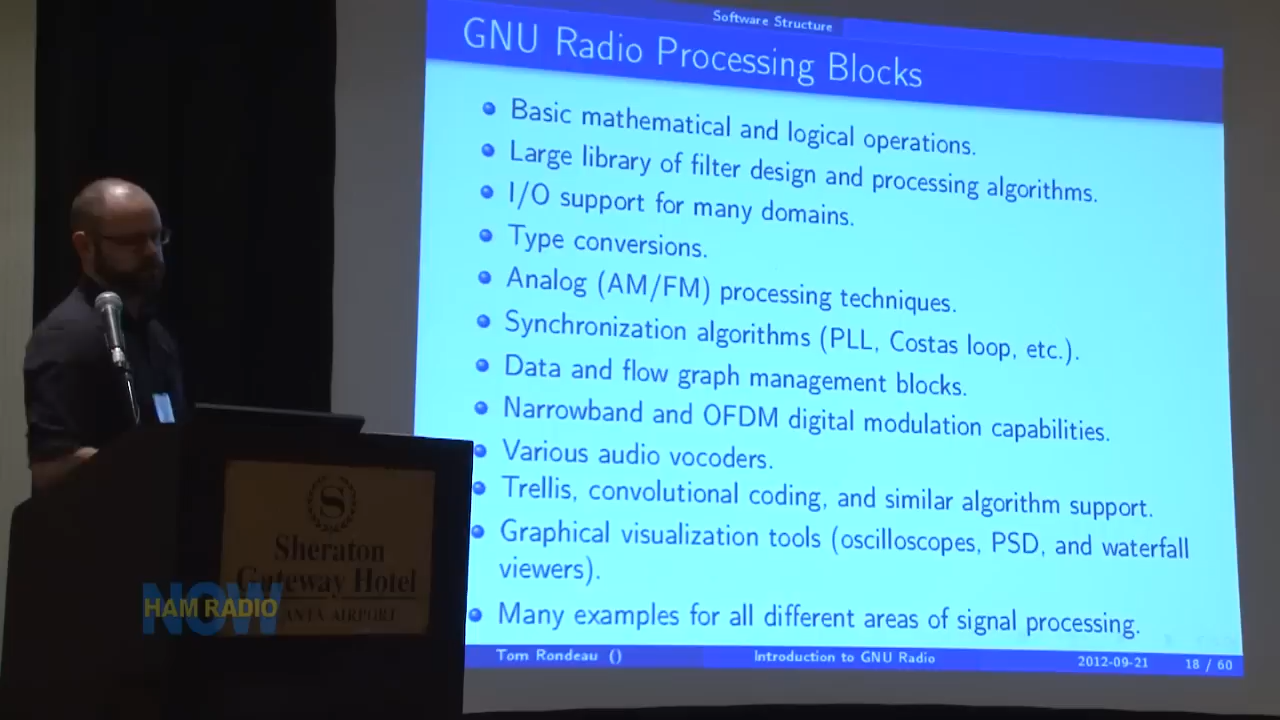 Software Structure
GNU Radio Processing Blocks
Basic mathematical and logical operations.
Large library of filter design and processing algorithms.
I/O support for many domains.
Type conversions.
Analog (AM/FM) processing techniques.
Synchronization algorithms (PLL, Costas loop, etc.).
Data and flow graph management blocks.
Narrowband and OFDM digital modulation capabilities.
Various audio vocoders.
Trellis, convolutional coding, and similar algorithm support.
Graphical visualization tools (oscilloscopes, PSD, and waterfall
viewers).
Many examples for all different areas of signal processing.
Tom Rondeau ()
Introduction to GNU Radio
2012-09-21
18 / 60
S
Sheraton
Gateway Hotel
ANTA AIRPORT
NOW
HAM RADIO